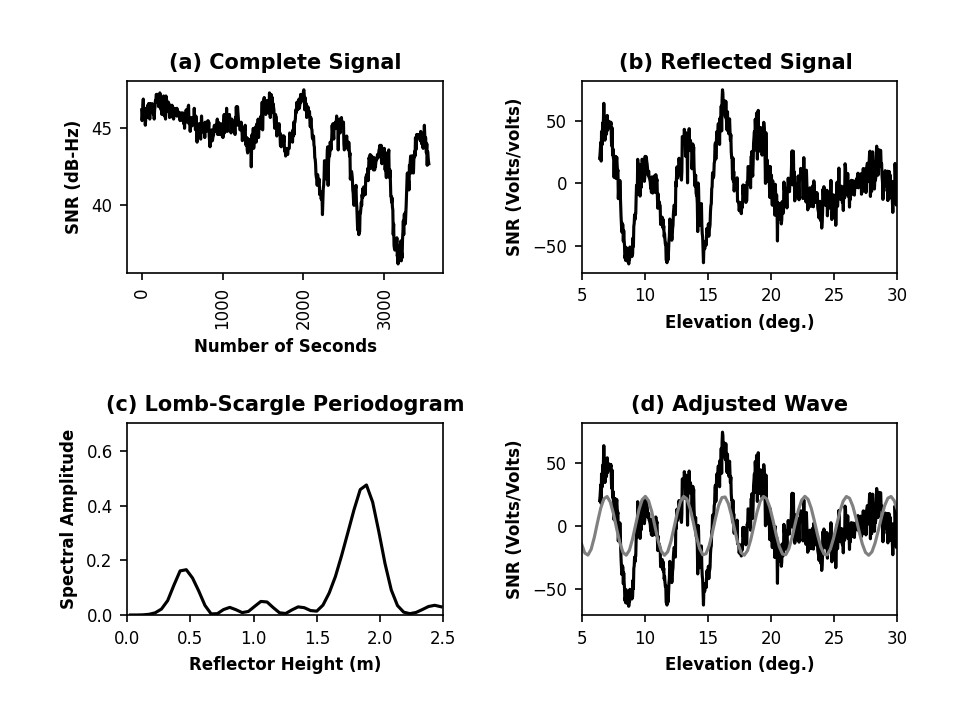 (a) Complete Signal
SNR (dB-Hz)
45
40
0
1000
2000
3000
Number of Seconds
(b) Reflected Signal
SNR (Volts/volts)
50
0
−50
5 10 15 20 25 30
Elevation (deg.)
(c) Lomb-Scargle Periodogram
Spectral Amplitude
0.6
0.4
0.2
0.0
0.0 0.5 1.0 1.5 2.0 2.5
Reflector Height (m)
(d) Adjusted Wave
SNR (Volts/Volts)
50
0
−50
5 10 15 20 25 30
Elevation (deg.)